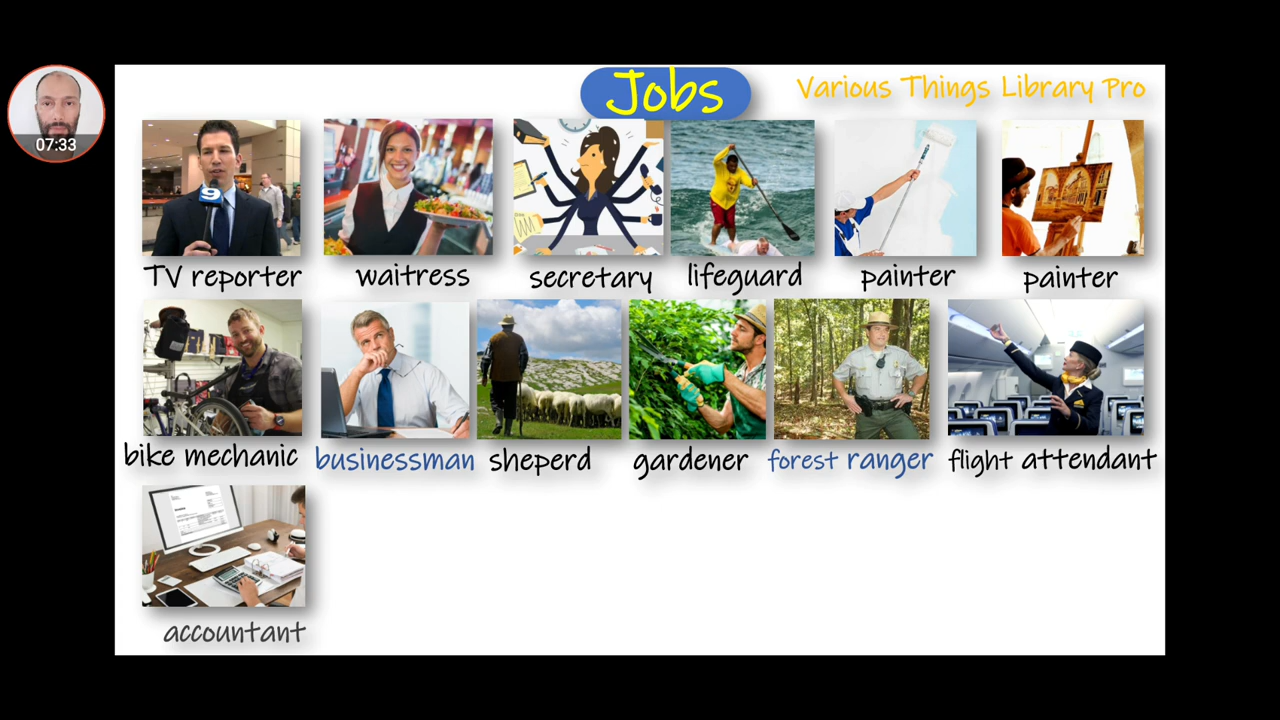 Jobs
Various Things Library Pro
07:33
9
TV reporter
waitress
secretary
lifeguard
painter
painter
bike mechanic
businessman
sheperd
gardener
forest ranger
flight attendant
accountant